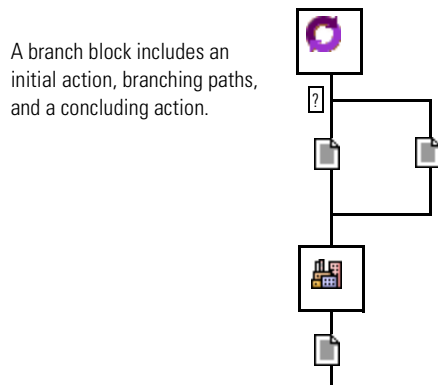 A branch block includes an
initial action, branching paths,
and a concluding action.
?